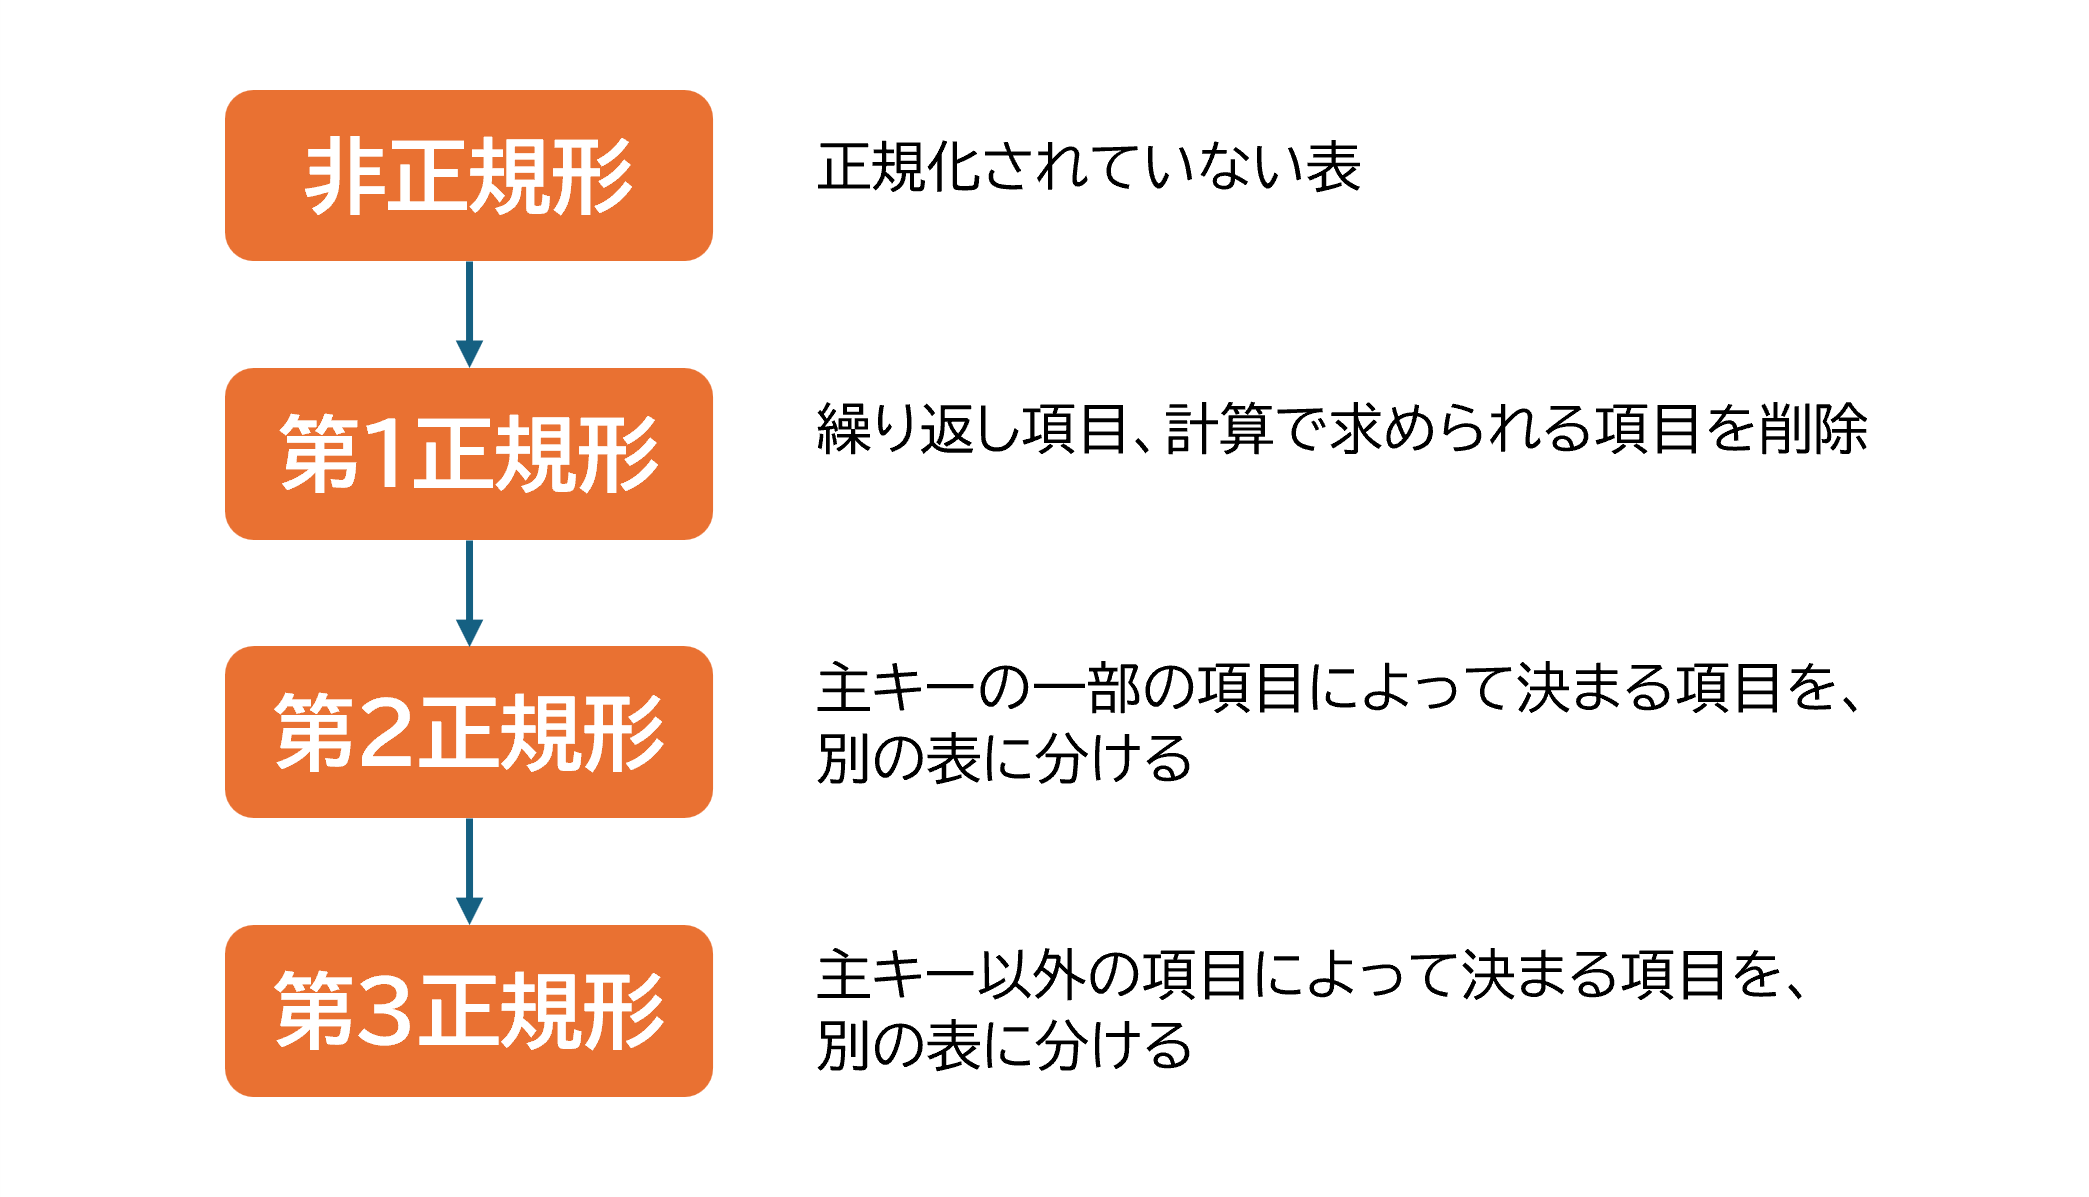 非正規形
正規化されていない表
第1正規形
繰り返し項目、計算で求められる項目を削除
第2正規形
主キーの一部の項目によって決まる項目を、
別の表に分ける
第3正規形
主キー以外の項目によって決まる項目を、
別の表に分ける